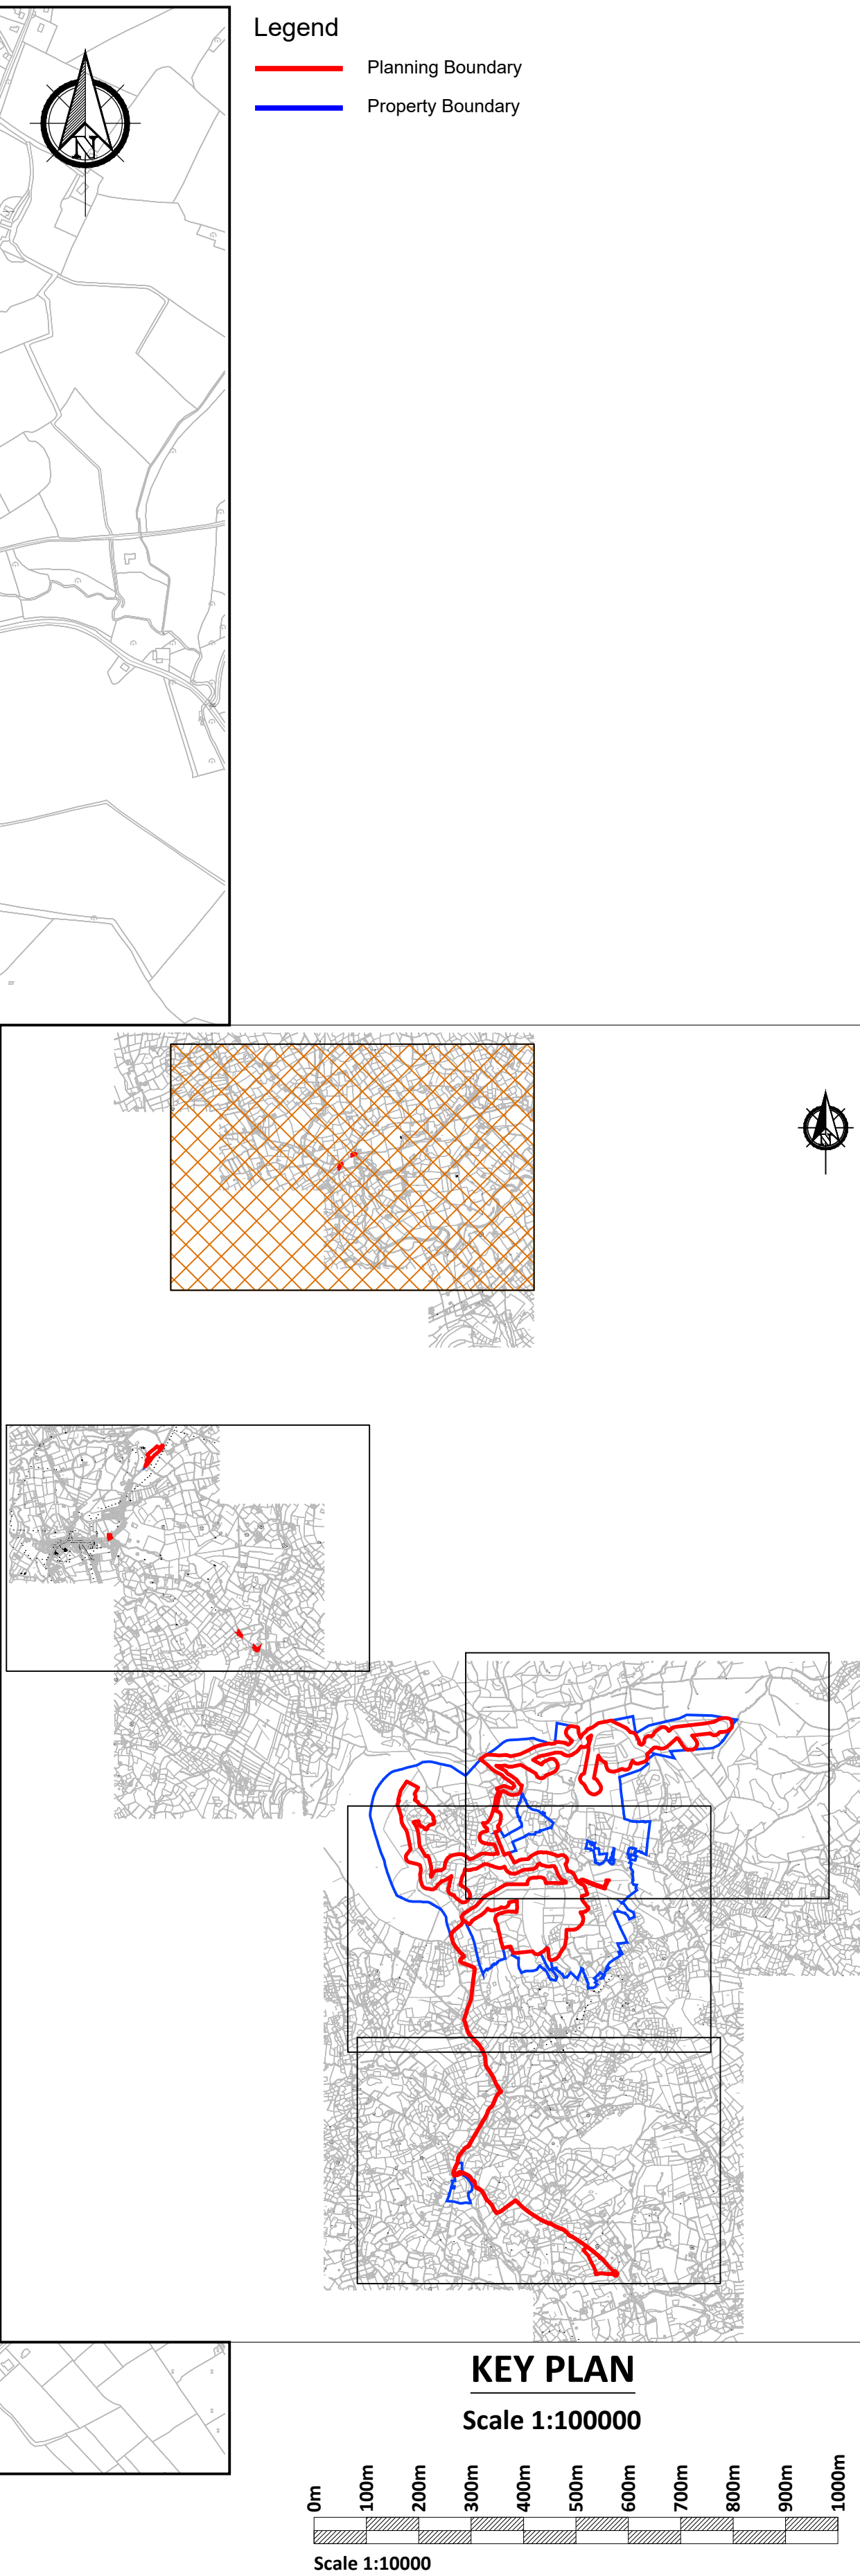 Legend
Planning Boundary
Property Boundary
N
N
KEY PLAN
Scale 1:100000
0m
100m
200m
300m
400m
500m
600m
700m
800m
900m
1000m
Scale 1:10000